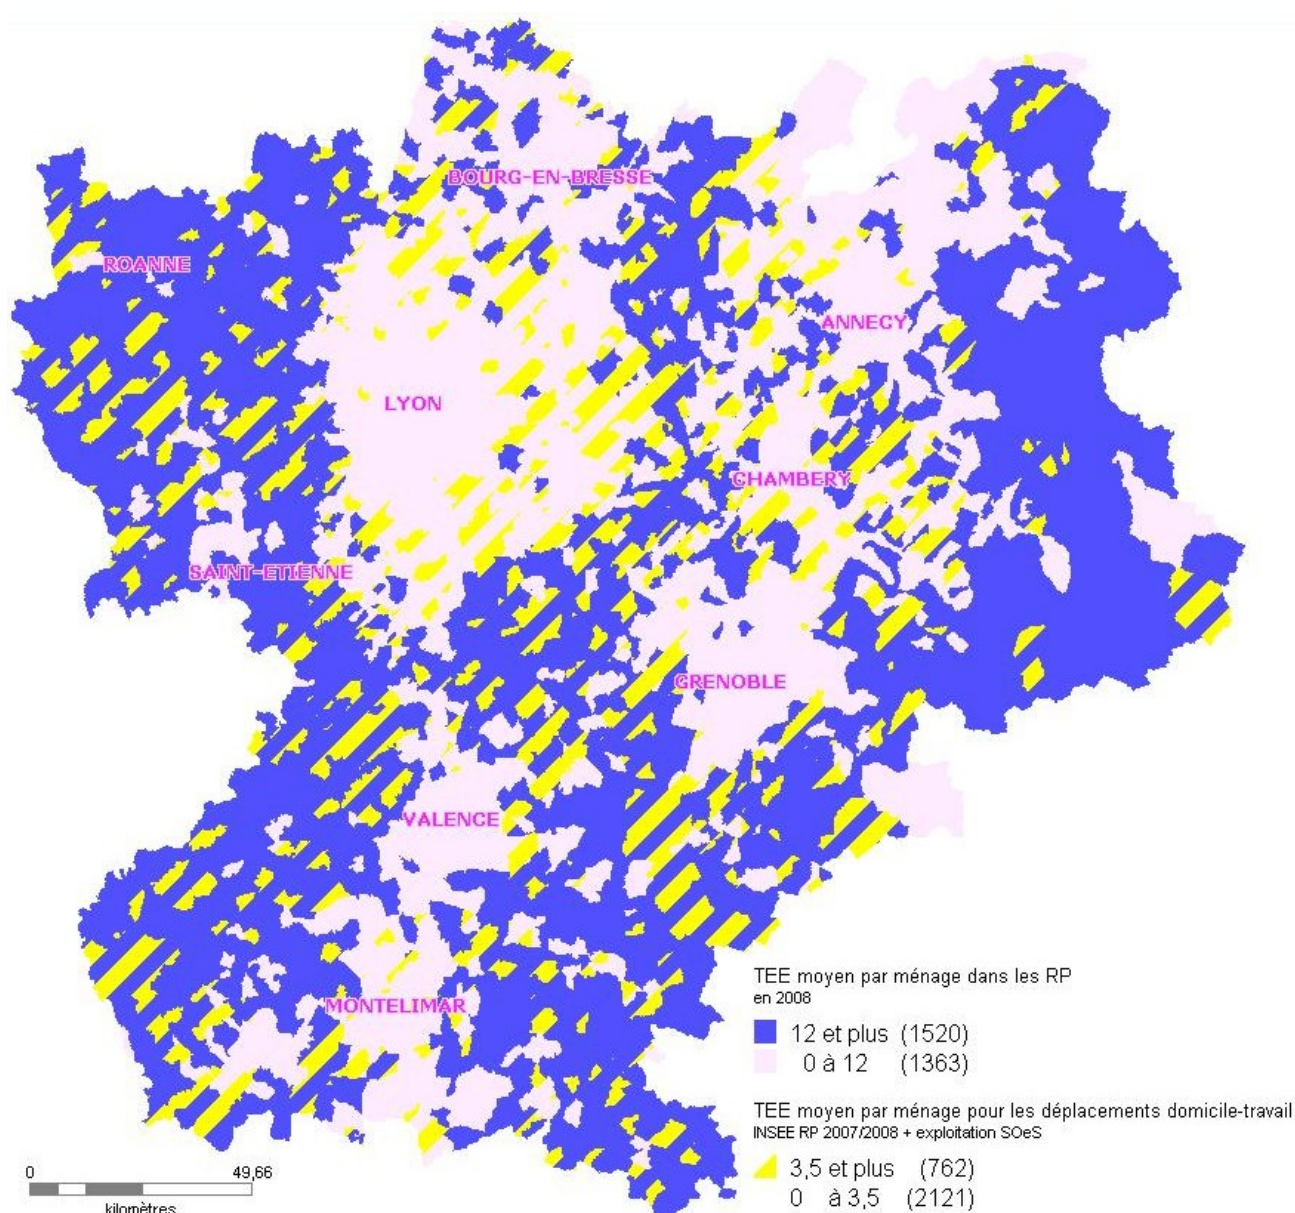 BOURG-EN-BRESSE
ROANNE
ANNECY
LYON
CHAMBERY
SAINT-ETIENNE
GRENOBLE
VALENCE
MONTELIMAR
TEE moyen par ménage dans les RP
en 2008
12 et plus (1520)
0 à 12 (1363)
TEE moyen par ménage pour les déplacements domicile-travail
INSEE RP 2007/2008 + exploitation SOeS
3,5 et plus (762)
0 à 3,5 (2121)
0 49,66
kilomètres